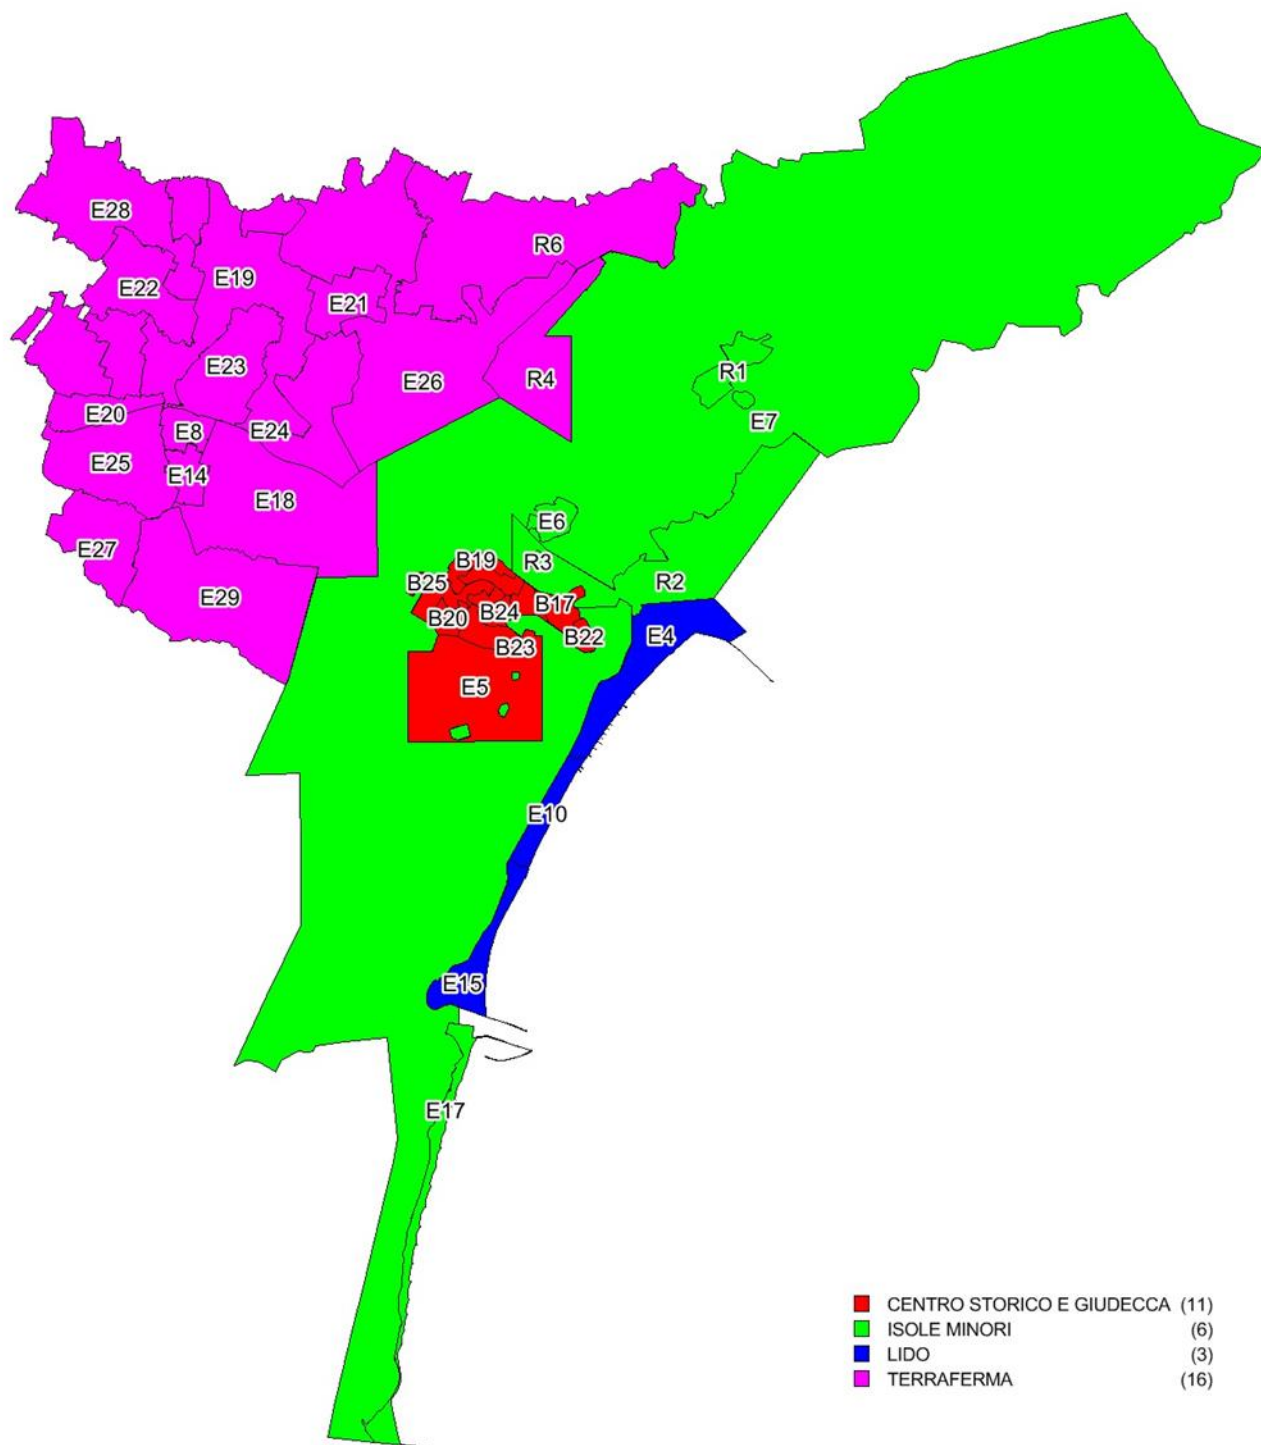 E28
R6
E19
E22
E21
R1
E23
E26
R4
E20
E7
E8
E24
E25
E14
E18
E6
E27
B19
R3
R2
B25
E29
B17
B24
B20
E4
B22
B23
E5
E10
E15
E17
CENTRO STORICO E GIUDECCA (11)
ISOLE MINORI (6)
LIDO (3)
TERRAFERMA (16)